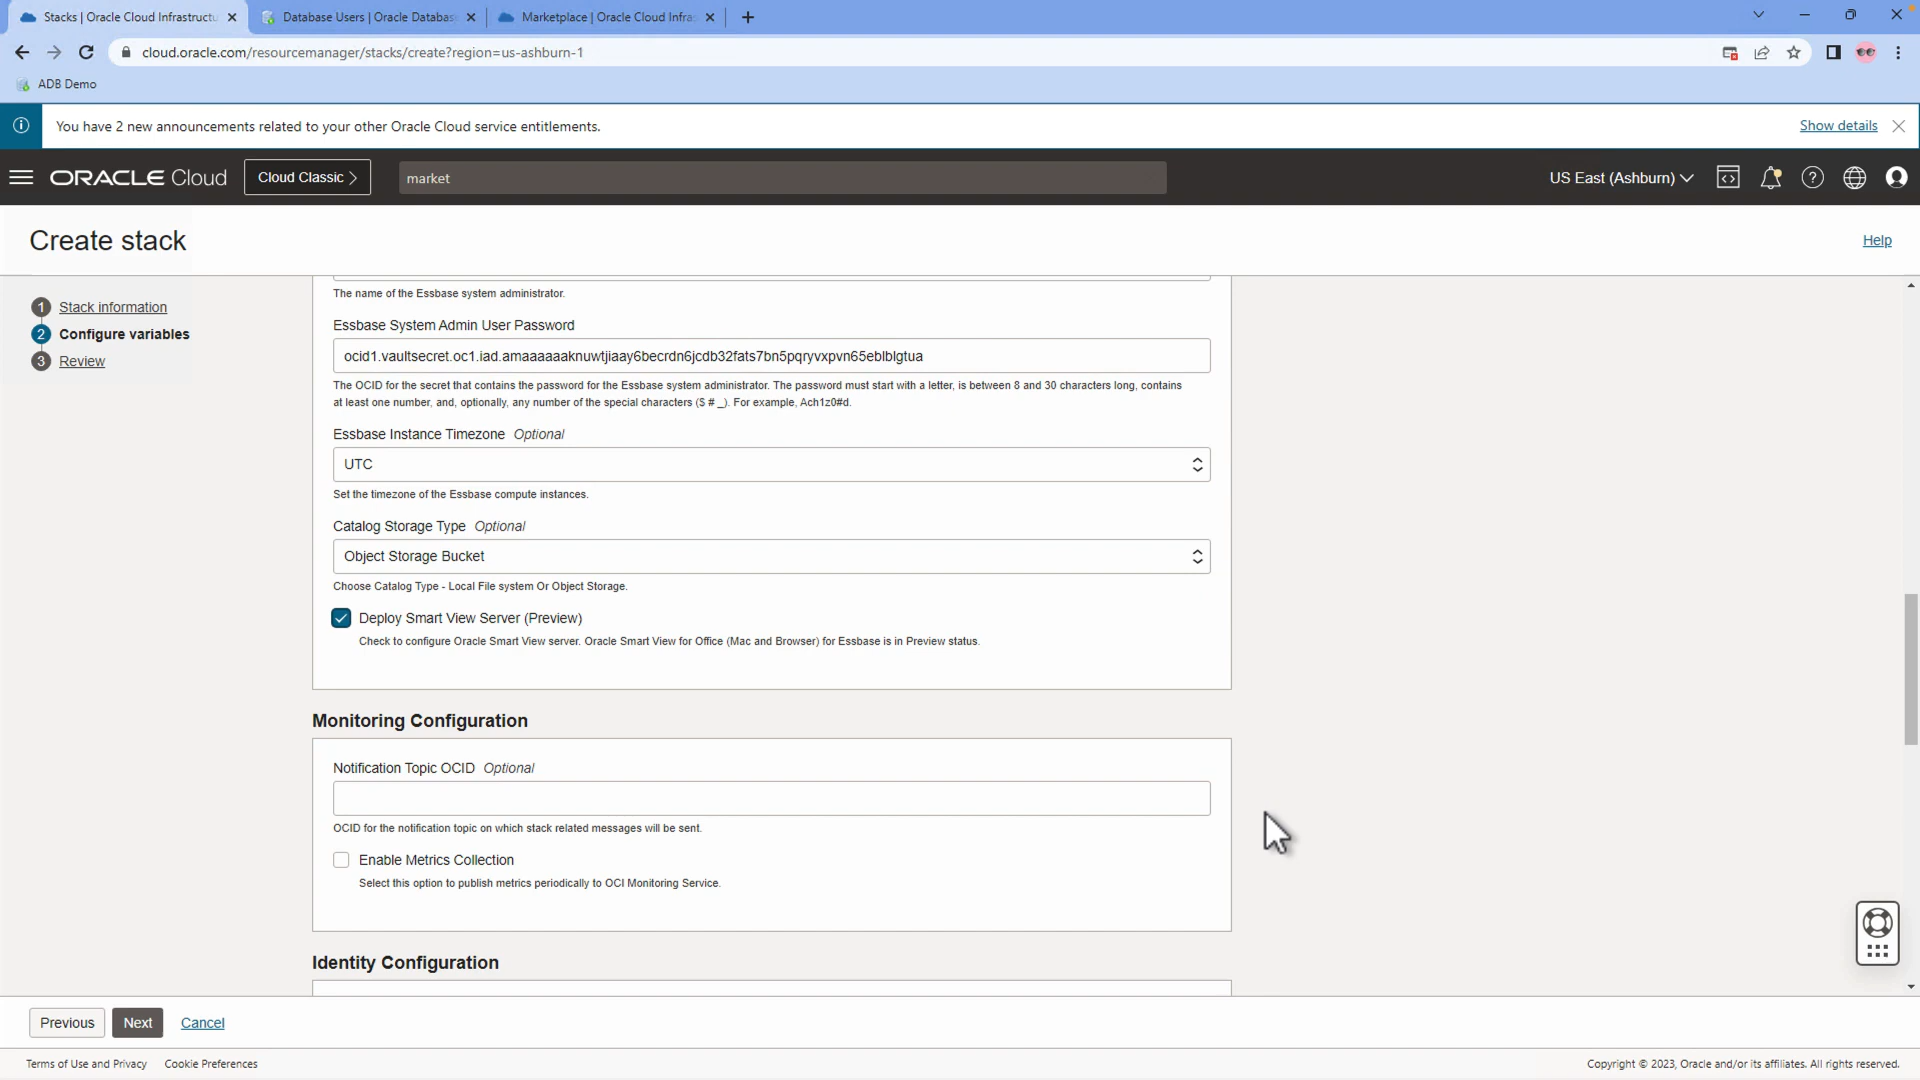 Stacks | Oracle Cloud Infrastructu
Database Users | Oracle Databas
Marketplace | Oracle Cloud Infras
cloud.oracle.com/resourcemanager/stacks/create?region=us-ashburn-1
ADB Demo
You have 2 new announcements related to your other Oracle Cloud service entitlements.
Show details
ORACLE Cloud
Cloud Classic
market
US East (Ashburn)
Create stack
Help
1 Stack information
2 Configure variables
3 Review
The name of the Essbase system administrator.
Essbase System Admin User Password
ocid1.vaultsecret.oc1.iad.amaaaaaaknuwtjiaay6becrdn6jcdb32fats7bn5pqryvxpvn65eblblgtua
The OCID for the secret that contains the password for the Essbase system administrator. The password must start with a letter, is between 8 and 30 characters long, contains
at least one number, and, optionally, any number of the special characters ($ # _). For example, Ach1z0#d.
Essbase Instance Timezone Optional
UTC
Set the timezone of the Essbase compute instances.
Catalog Storage Type Optional
Object Storage Bucket
Choose Catalog Type - Local File system Or Object Storage.
Deploy Smart View Server (Preview)
Check to configure Oracle Smart View server. Oracle Smart View for Office (Mac and Browser) for Essbase is in Preview status.
Monitoring Configuration
Notification Topic OCID Optional
OCID for the notification topic on which stack related messages will be sent.
Enable Metrics Collection
Select this option to publish metrics periodically to OCI Monitoring Service.
Identity Configuration
Previous
Next
Cancel
Terms of Use and Privacy
Cookie Preferences
Copyright © 2023, Oracle and/or its affiliates. All rights reserved.